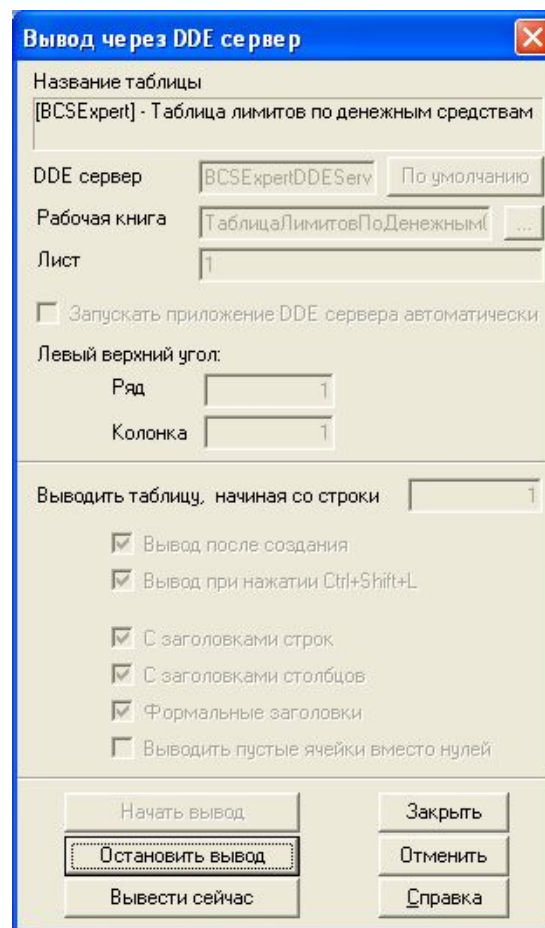 Вывод через DDE сервер
Название таблицы
[BCSExpert] - Таблица лимитов по денежным средствам
DDE сервер BCSExpertDDEServ По умолчанию
Рабочая книга ТаблицаЛимитовПоДенежным( ...
Лист 1
Запускать приложение DDE сервера автоматически
Левый верхний угол:
Ряд 1
Колонка 1
Выводить таблицу, начиная со строки 1
Вывод после создания
Вывод при нажатии Ctrl+Shift+L
С заголовками строк
С заголовками столбцов
Формальные заголовки
Выводить пустые ячейки вместо нулей
Начать вывод Закрыть
Остановить вывод Отменить
Вывести сейчас Справка